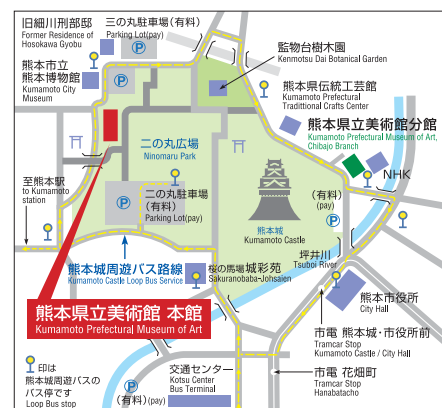 旧細川刑部邸
Former Residence of
Hosokawa Gyobu
三の丸駐車場(有料)
Parking Lot(pay)
P
監物台樹木園
Kenmotsu Dai Botanical Garden
熊本市立
熊本博物館
Kumamoto City
Museum
P
熊本県伝統工芸館
Kumamoto Prefectural
Tradittional Crafts Center
熊本県立美術館分館
Kumamoto Prefectural Museum of Art,
Chibajo Branch
二の丸広場
Ninomaru Park
NHK
至熊本駅
to Kumamoto
station
二の丸駐車場
(有料)
Parking Lot(pay)
P
(有料)
(pay)
P
熊本城
Kumamoto Castle
坪井川
Tsuboi River
熊本城周遊バス路線
Kumamoto Castle Loop Bus Service
桜の馬場城彩苑
Sakuranobaba-Johsaien
P
熊本市役所
City Hall
熊本県立美術館 本館
Kumamoto Prefectural Museum of Art
市電 熊本城・市役所前
Tramcar Stop
Kumamoto Castle / City Hall
印は
熊本城周遊バスの
バス停です
Loop Bus stop
交通センター
Kotsu Center
Bus Terminal
市電 花畑町
Tramcar Stop
Hanabatacho
(有料) P